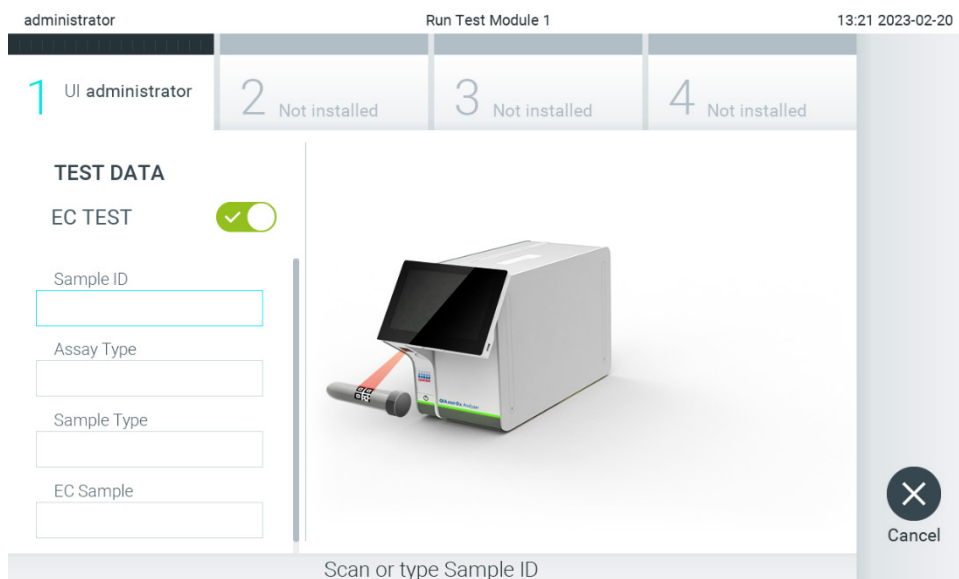 administrator Run Test Module 1 13:21 2023-02-20
1 UI administrator
2 Not installed
3 Not installed
4 Not installed
TEST DATA
EC TEST
Sample ID
Assay Type
Sample Type
EC Sample
Cancel
Scan or type Sample ID